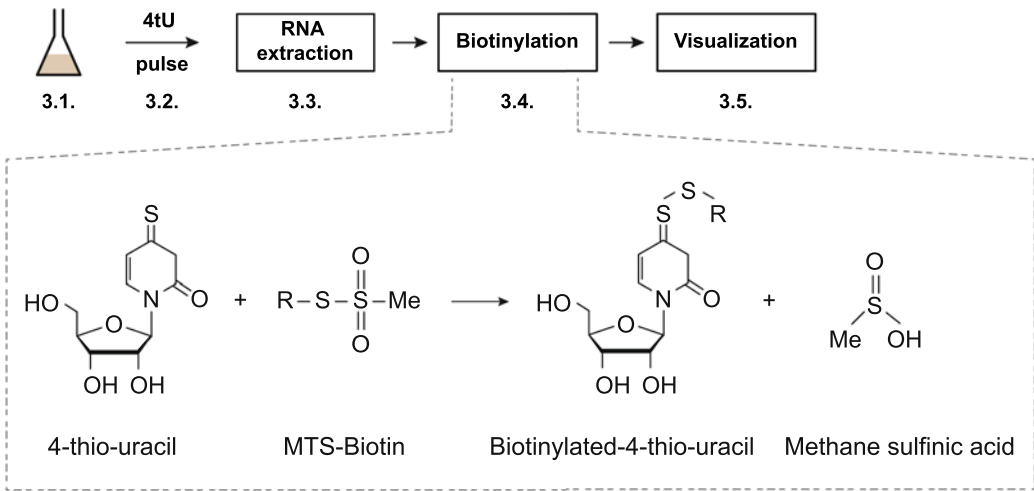 4tU
pulse
RNA
extraction
Biotinylation
Visualization
3.1.
3.2.
3.3.
3.4.
3.5.
S
O
N
HO
O
OH OH
+
R–S–S–Me
O
O
S
S
R
O
N
HO
O
OH OH
+
O
S
Me
OH
4-thio-uracil
MTS-Biotin
Biotinylated-4-thio-uracil
Methane sulfinic acid